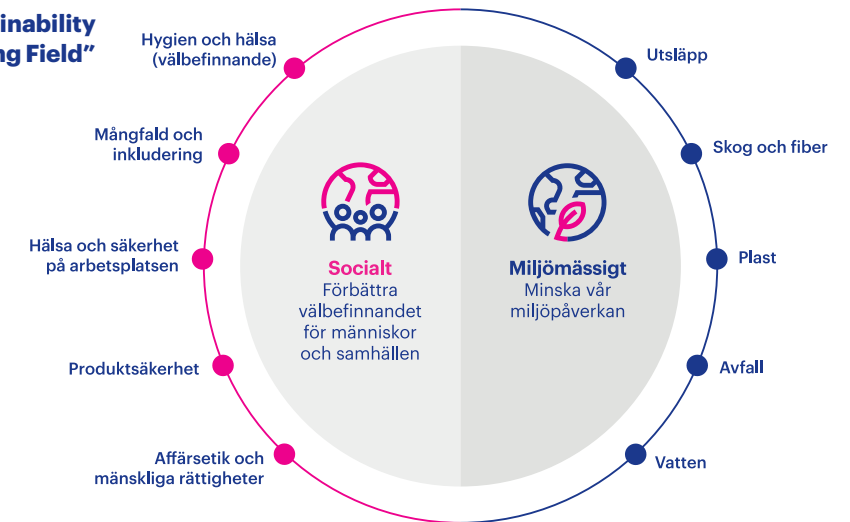 inability
ng Field”
Hygien och hälsa
(välbefinnande)
Mångfald och
inkludering
Hälsa och säkerhet
på arbetsplatsen
Produktsäkerhet
Affärsetik och
mänskliga rättigheter
Socialt
Förbättra
välbefinnandet
för människor
och samhällen
Miljömässigt
Minska vår
miljöpåverkan
Utsläpp
Skog och fiber
Plast
Avfall
Vatten